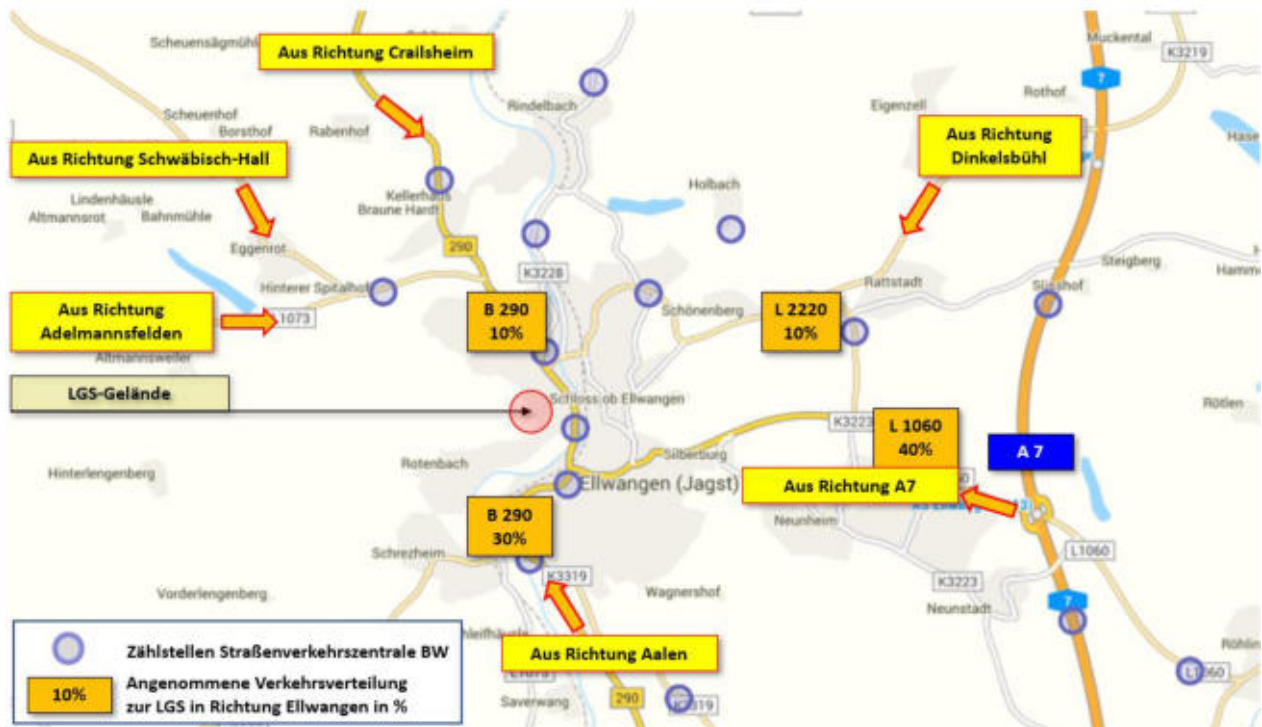 Scheuensägmühle
Aus Richtung Crailsheim
Muckental
K3219
7
Rindelbach
Eigenzell
Rothof
Scheuenhof
Borsthof
Rabenhof
Aus Richtung
Dinkelsbühl
Aus Richtung Schwäbisch-Hall
Holbach
Lindenhäusle
Altmannsrot
Bahnmühle
Kellerhaus
Braune Hardt
Eggenrot
290
K3228
Steigberg
Hinterer Spitalhof
Rattstadt
Süsshof
Aus Richtung
Adelmannsfelden
L1073
B 290
10%
Schönenberg
L 2220
10%
Altmannsweiler
LGS-Gelände
Schloss ob Ellwangen
Rötlen
K3223
L 1060
40%
A 7
Silberburg
Rotenbach
Hinterlengenberg
Ellwangen (Jagst)
Aus Richtung A7
B 290
30%
Neunheim
Schrezheim
L1060
K3319
K3223
Vorderlengenberg
Wagnershof
Neunstadt
7
Zählstellen Straßenverkehrszentrale BW
Aus Richtung Aalen
10%
Angenommene Verkehrsverteilung
zur LGS in Richtung Ellwangen in %
Saverwang
290